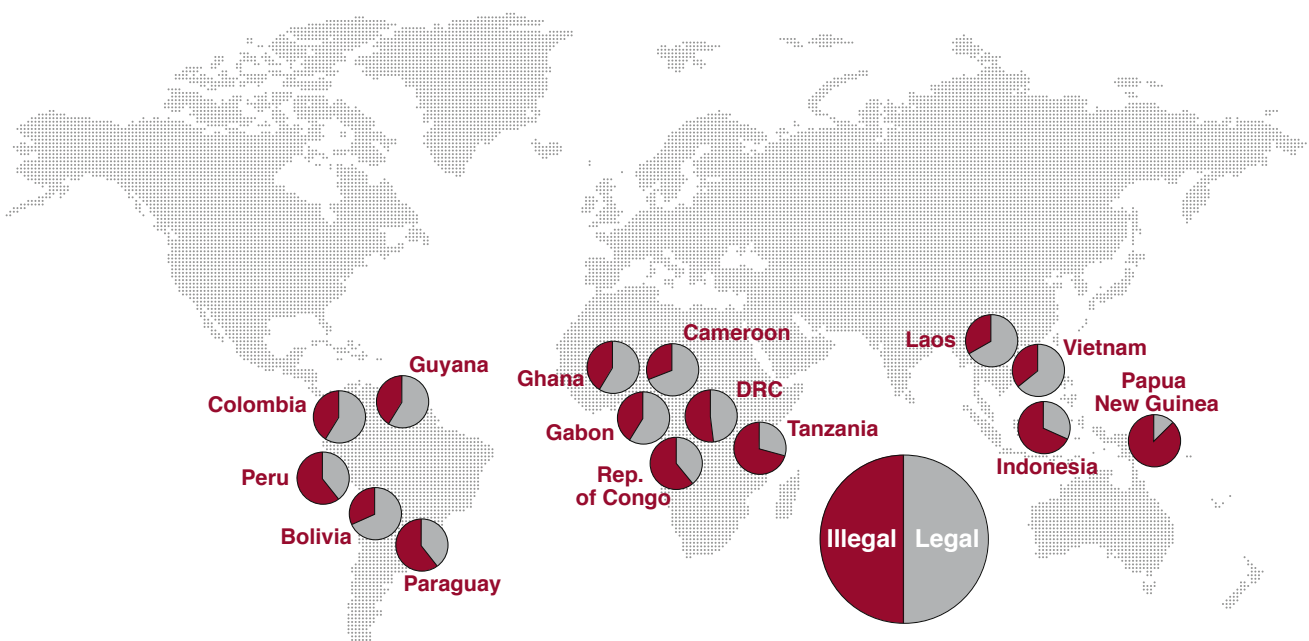 Cameroon
Laos
Vietnam
Guyana
Ghana
DRC
Papua
New Guinea
Colombia
Gabon
Tanzania
Peru
Rep.
of Congo
Indonesia
Bolivia
Illegal
Legal
Paraguay